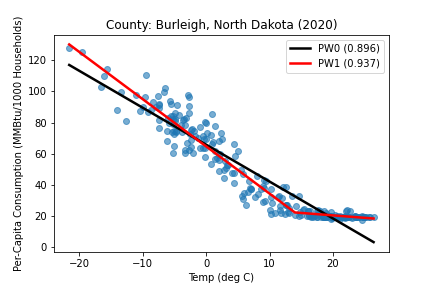 County: Burleigh, North Dakota (2020)
PW0 (0.896)
PW1 (0.937)
Per-Capita Consumption (MMBtu/1000 Households)
120
100
80
60
40
20
0
−20 −10 0 10 20
Temp (deg C)